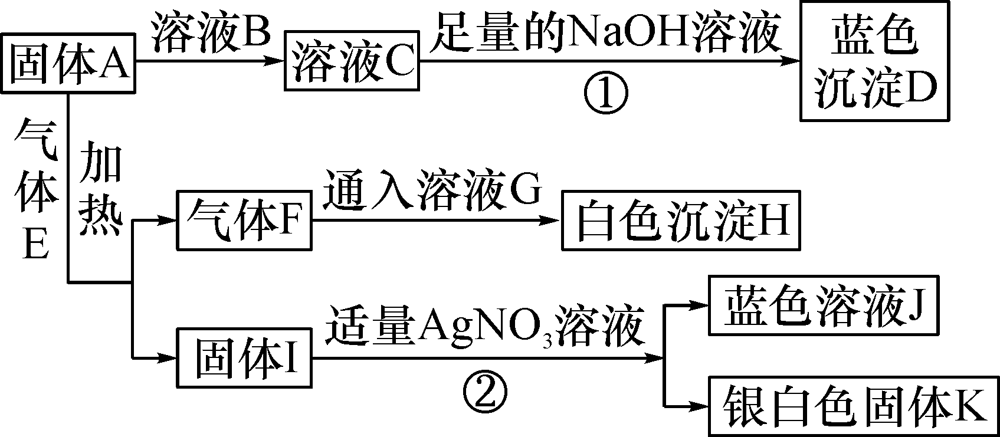 固体A
溶液B
溶液C
足量的NaOH溶液
①
蓝色
沉淀D
气体E
加热
气体F
通入溶液G
白色沉淀H
固体I
适量AgNO₃溶液
②
蓝色溶液J
银白色固体K